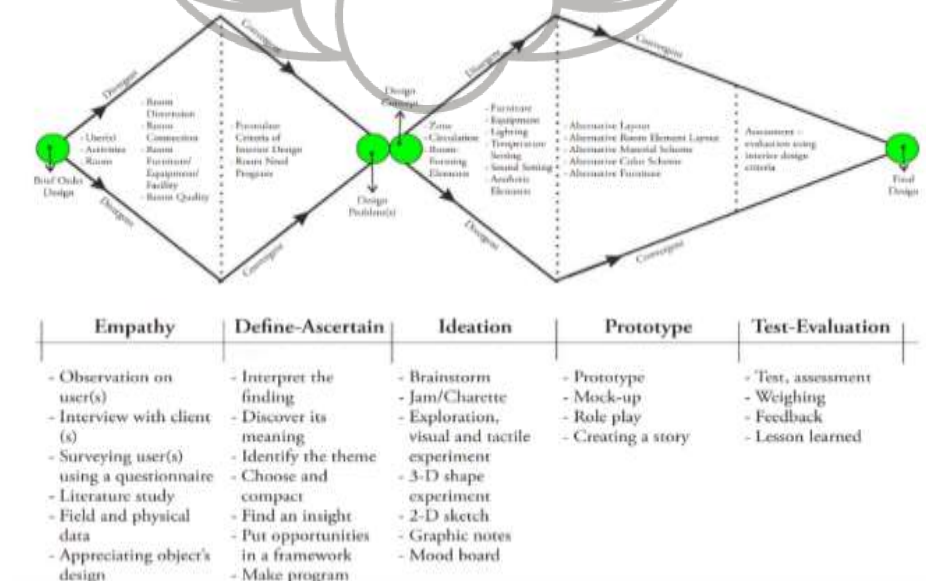 Divergent
Convergent
Divergent
Convergent
Design
Concept
- User(s)
- Activities
- Room
- Room
Dimension
- Room
Connection
- Room
Furniture/
Equipment/
Facility
- Room Quality
- Formulate
Criteria of
Interior Design
- Room Need
Program
- Zone
- Circulation
- Room-
Forming
Elements
- Furniture
- Equipment
- Lighting
- Temperature
Setting
- Sound Setting
- Aesthetic
Elements
- Alternative Layout
- Alternative Room Element Layout
- Alternative Material Scheme
- Alternative Color Scheme
- Alternative Furniture
Assessment –
evaluation using
interior design
criteria
Brief Order
Design
Design
Problem(s)
Final
Design
Divergent
Convergent
Divergent
Convergent
Empathy
- Observation on
user(s)
- Interview with client
(s)
- Surveying user(s)
using a questionnaire
- Literature study
- Field and physical
data
- Appreciating object's
design
Define-Ascertain
- Interpret the
finding
- Discover its
meaning
- Identify the theme
- Choose and
compact
- Find an insight
- Put opportunities
in a framework
- Make program
Ideation
- Brainstorm
- Jam/Charette
- Exploration,
visual and tactile
experiment
- 3-D shape
experiment
- 2-D sketch
- Graphic notes
- Mood board
Prototype
- Prototype
- Mock-up
- Role play
- Creating a story
Test-Evaluation
- Test, assessment
- Weighing
- Feedback
- Lesson learned